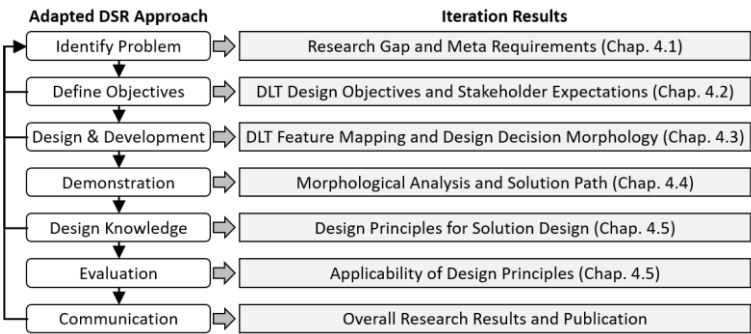 Adapted DSR Approach
Iteration Results
Identify Problem
Research Gap and Meta Requirements (Chap. 4.1)
Define Objectives
DLT Design Objectives and Stakeholder Expectations (Chap. 4.2)
Design & Development
DLT Feature Mapping and Design Decision Morphology (Chap. 4.3)
Demonstration
Morphological Analysis and Solution Path (Chap. 4.4)
Design Knowledge
Design Principles for Solution Design (Chap. 4.5)
Evaluation
Applicability of Design Principles (Chap. 4.5)
Communication
Overall Research Results and Publication